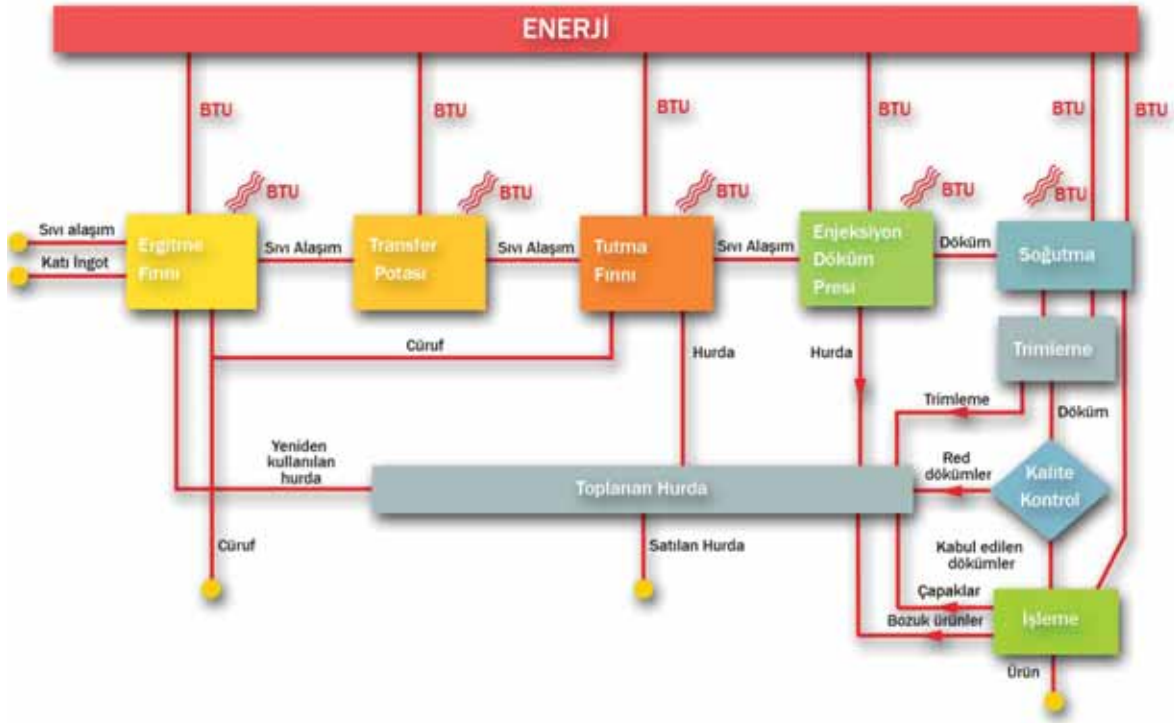 ENERJİ
BTU
BTU
BTU
BTU
BTU
BTU
BTU
BTU
BTU
BTU
BTU
Sıvı alaşım
Katı İngot
Ergitme
Fırını
Sıvı Alaşım
Transfer
Potası
Sıvı Alaşım
Tutma
Fırını
Sıvı Alaşım
Enjeksiyon
Döküm
Presi
Döküm
Soğutma
Cüruf
Hurda
Hurda
Trimleme
Trimleme
Döküm
Yeniden
kullanılan
hurda
Toplanan Hurda
Red
dökümler
Kalite
Kontrol
Cüruf
Satılan Hurda
Kabul edilen
dökümler
Çapaklar
Bozuk ürünler
İşleme
Ürün